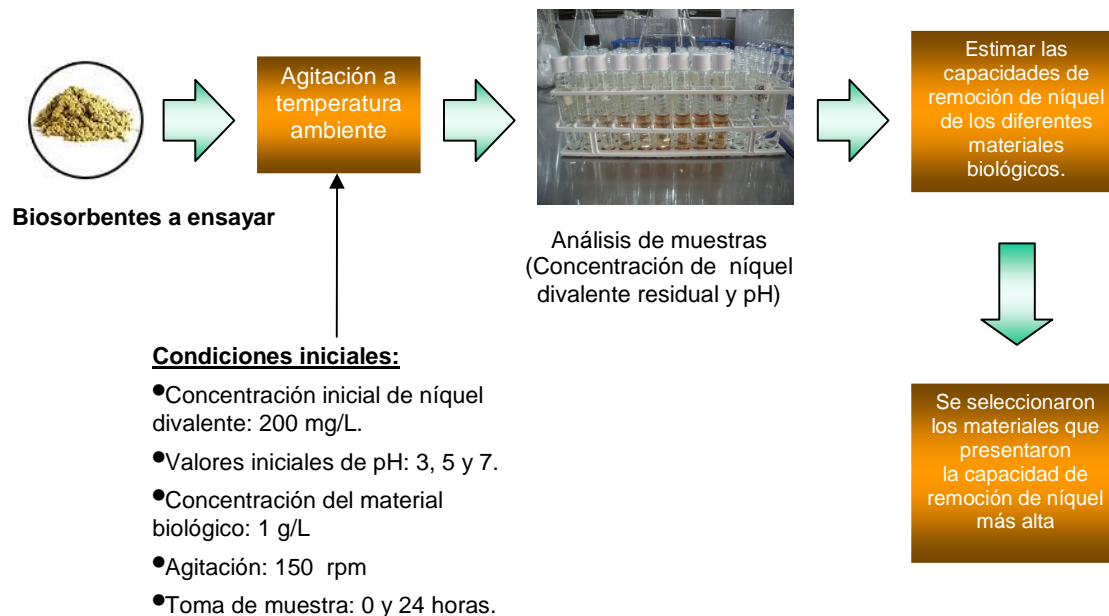 Biosorbentes a ensayar
Agitación a
temperatura
ambiente
Condiciones iniciales:
•Concentración inicial de níquel
divalente: 200 mg/L.
•Valores iniciales de pH: 3, 5 y 7.
•Concentración del material
biológico: 1 g/L
•Agitación: 150 rpm
•Toma de muestra: 0 y 24 horas.
Análisis de muestras
(Concentración de níquel
divalente residual y pH)
Estimar las
capacidades de
remoción de níquel
de los diferentes
materiales
biológicos.
Se seleccionaron
los materiales que
presentaron
la capacidad de
remoción de níquel
más alta